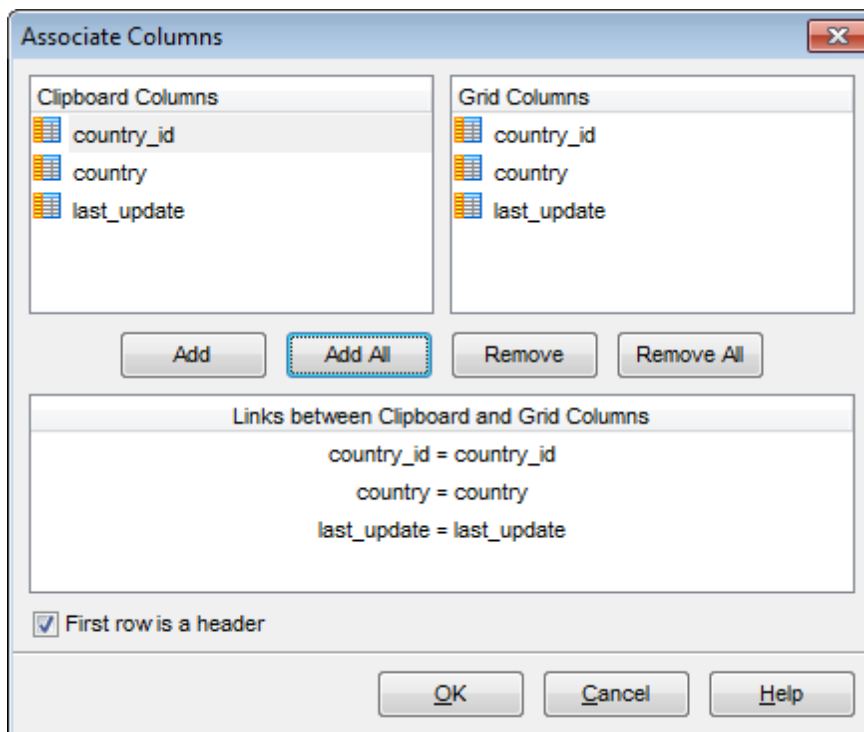 Associate Columns
Clipboard Columns
country_id
country
last_update
Grid Columns
country_id
country
last_update
Add
Add All
Remove
Remove All
Links between Clipboard and Grid Columns
country_id = country_id
country = country
last_update = last_update
First row is a header
OK
Cancel
Help